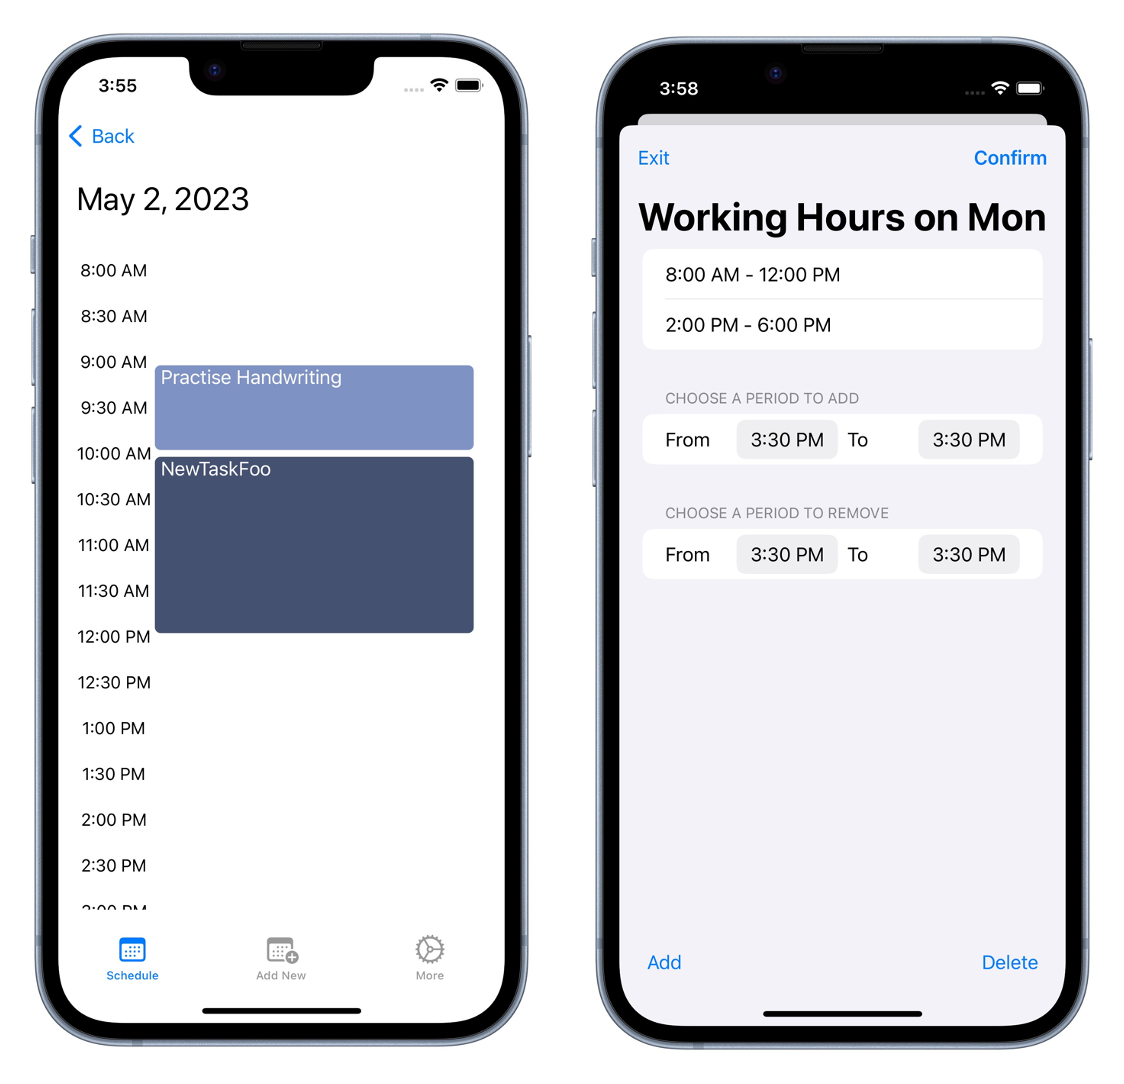 3:55
Back
May 2, 2023
8:00 AM
8:30 AM
9:00 AM
Practise Handwriting
9:30 AM
10:00 AM
NewTaskFoo
10:30 AM
11:00 AM
11:30 AM
12:00 PM
12:30 PM
1:00 PM
1:30 PM
2:00 PM
2:30 PM
3:00 PM
Schedule
Add New
More
3:58
Exit
Confirm
Working Hours on Mon
8:00 AM - 12:00 PM
2:00 PM - 6:00 PM
CHOOSE A PERIOD TO ADD
From 3:30 PM To 3:30 PM
CHOOSE A PERIOD TO REMOVE
From 3:30 PM To 3:30 PM
Add
Delete